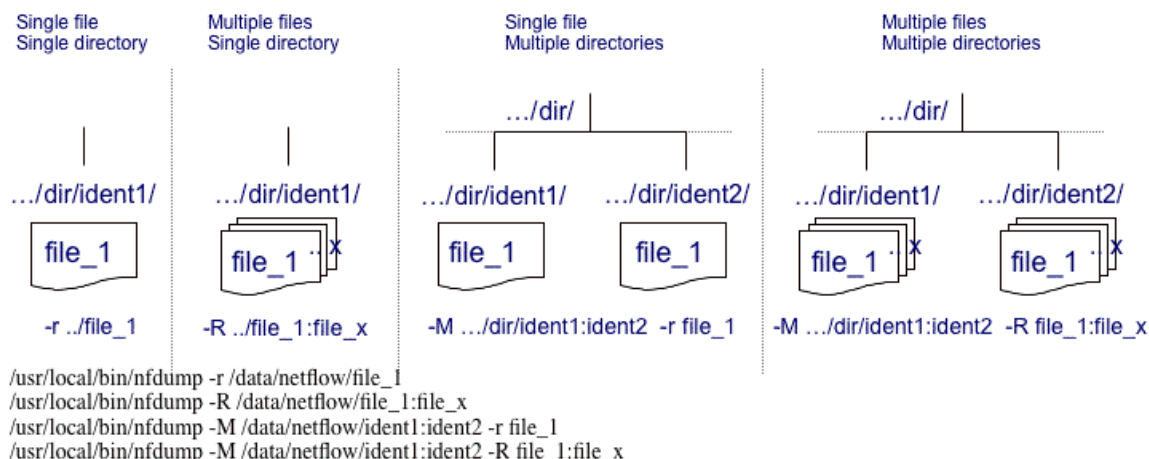 Single file
Single directory
Multiple files
Single directory
Single file
Multiple directories
Multiple files
Multiple directories
…/dir/
…/dir/
…/dir/ident1/
…/dir/ident1/
…/dir/ident1/
…/dir/ident2/
…/dir/ident1/
…/dir/ident2/
file_1
file_1 ..x
file_1
file_1
file_1 ..x
file_1 ..x
-r ../file_1
-R ../file_1:file_x
-M …/dir/ident1:ident2 -r file_1
-M …/dir/ident1:ident2 -R file_1:file_x
/usr/local/bin/nfdump -r /data/netflow/file_1
/usr/local/bin/nfdump -R /data/netflow/file_1:file_x
/usr/local/bin/nfdump -M /data/netflow/ident1:ident2 -r file_1
/usr/local/bin/nfdump -M /data/netflow/ident1:ident2 -R file_1:file_x